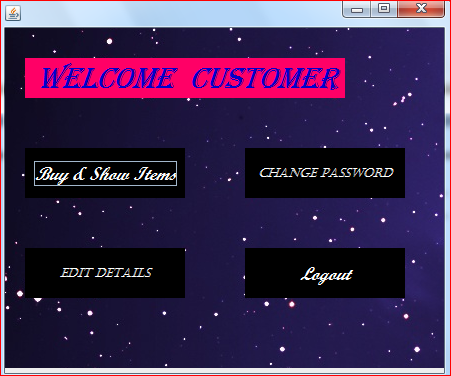 WELCOME CUSTOMER
Buy & Show Items
CHANGE PASSWORD
EDIT DETAILS
Logout